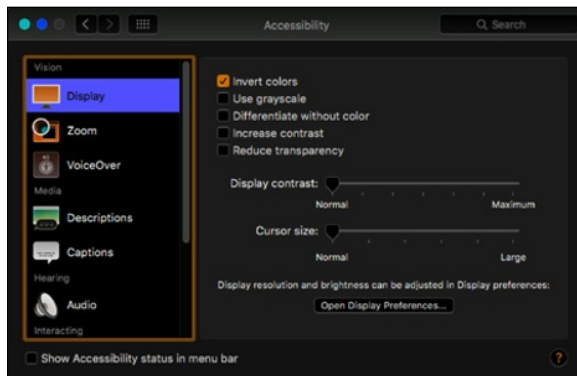 Accessibility
Search
Vision
Display
Zoom
VoiceOver
Media
Descriptions
Captions
Hearing
Audio
Interacting
Invert colors
Use grayscale
Differentiate without color
Increase contrast
Reduce transparency
Display contrast:
Normal Maximum
Cursor size:
Normal Large
Display resolution and brightness can be adjusted in Display preferences:
Open Display Preferences...
Show Accessibility status in menu bar
?